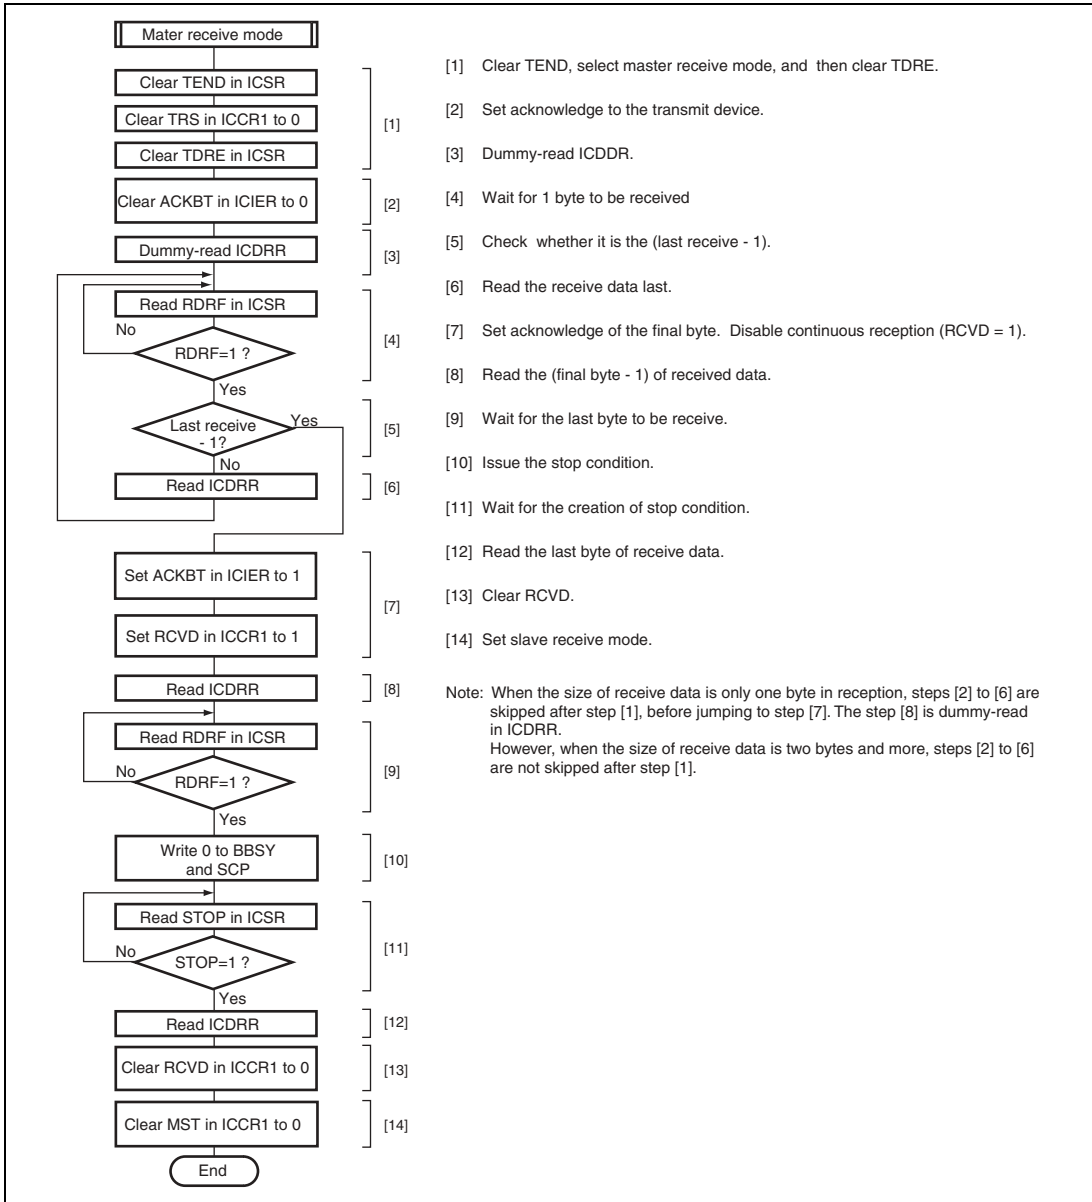 Mater receive mode
Clear TEND in ICSR
Clear TRS in ICCR1 to 0
Clear TDRE in ICSR
[1]
Clear ACKBT in ICIER to 0
[2]
Dummy-read ICDRR
[3]
Read RDRF in ICSR
No
RDRF=1 ?
[4]
Yes
Last receive
- 1?
Yes
[5]
No
Read ICDRR
[6]
Set ACKBT in ICIER to 1
[7]
Set RCVD in ICCR1 to 1
Read ICDRR
[8]
Read RDRF in ICSR
No
RDRF=1 ?
[9]
Yes
Write 0 to BBSY
and SCP
[10]
Read STOP in ICSR
No
STOP=1 ?
[11]
Yes
Read ICDRR
[12]
Clear RCVD in ICCR1 to 0
[13]
Clear MST in ICCR1 to 0
[14]
End
[1] Clear TEND, select master receive mode, and then clear TDRE.
[2] Set acknowledge to the transmit device.
[3] Dummy-read ICDDR.
[4] Wait for 1 byte to be received
[5] Check whether it is the (last receive - 1).
[6] Read the receive data last.
[7] Set acknowledge of the final byte. Disable continuous reception (RCVD = 1).
[8] Read the (final byte - 1) of received data.
[9] Wait for the last byte to be receive.
[10] Issue the stop condition.
[11] Wait for the creation of stop condition.
[12] Read the last byte of receive data.
[13] Clear RCVD.
[14] Set slave receive mode.
Note: When the size of receive data is only one byte in reception, steps [2] to [6] are
skipped after step [1], before jumping to step [7]. The step [8] is dummy-read
in ICDRR.
However, when the size of receive data is two bytes and more, steps [2] to [6]
are not skipped after step [1].